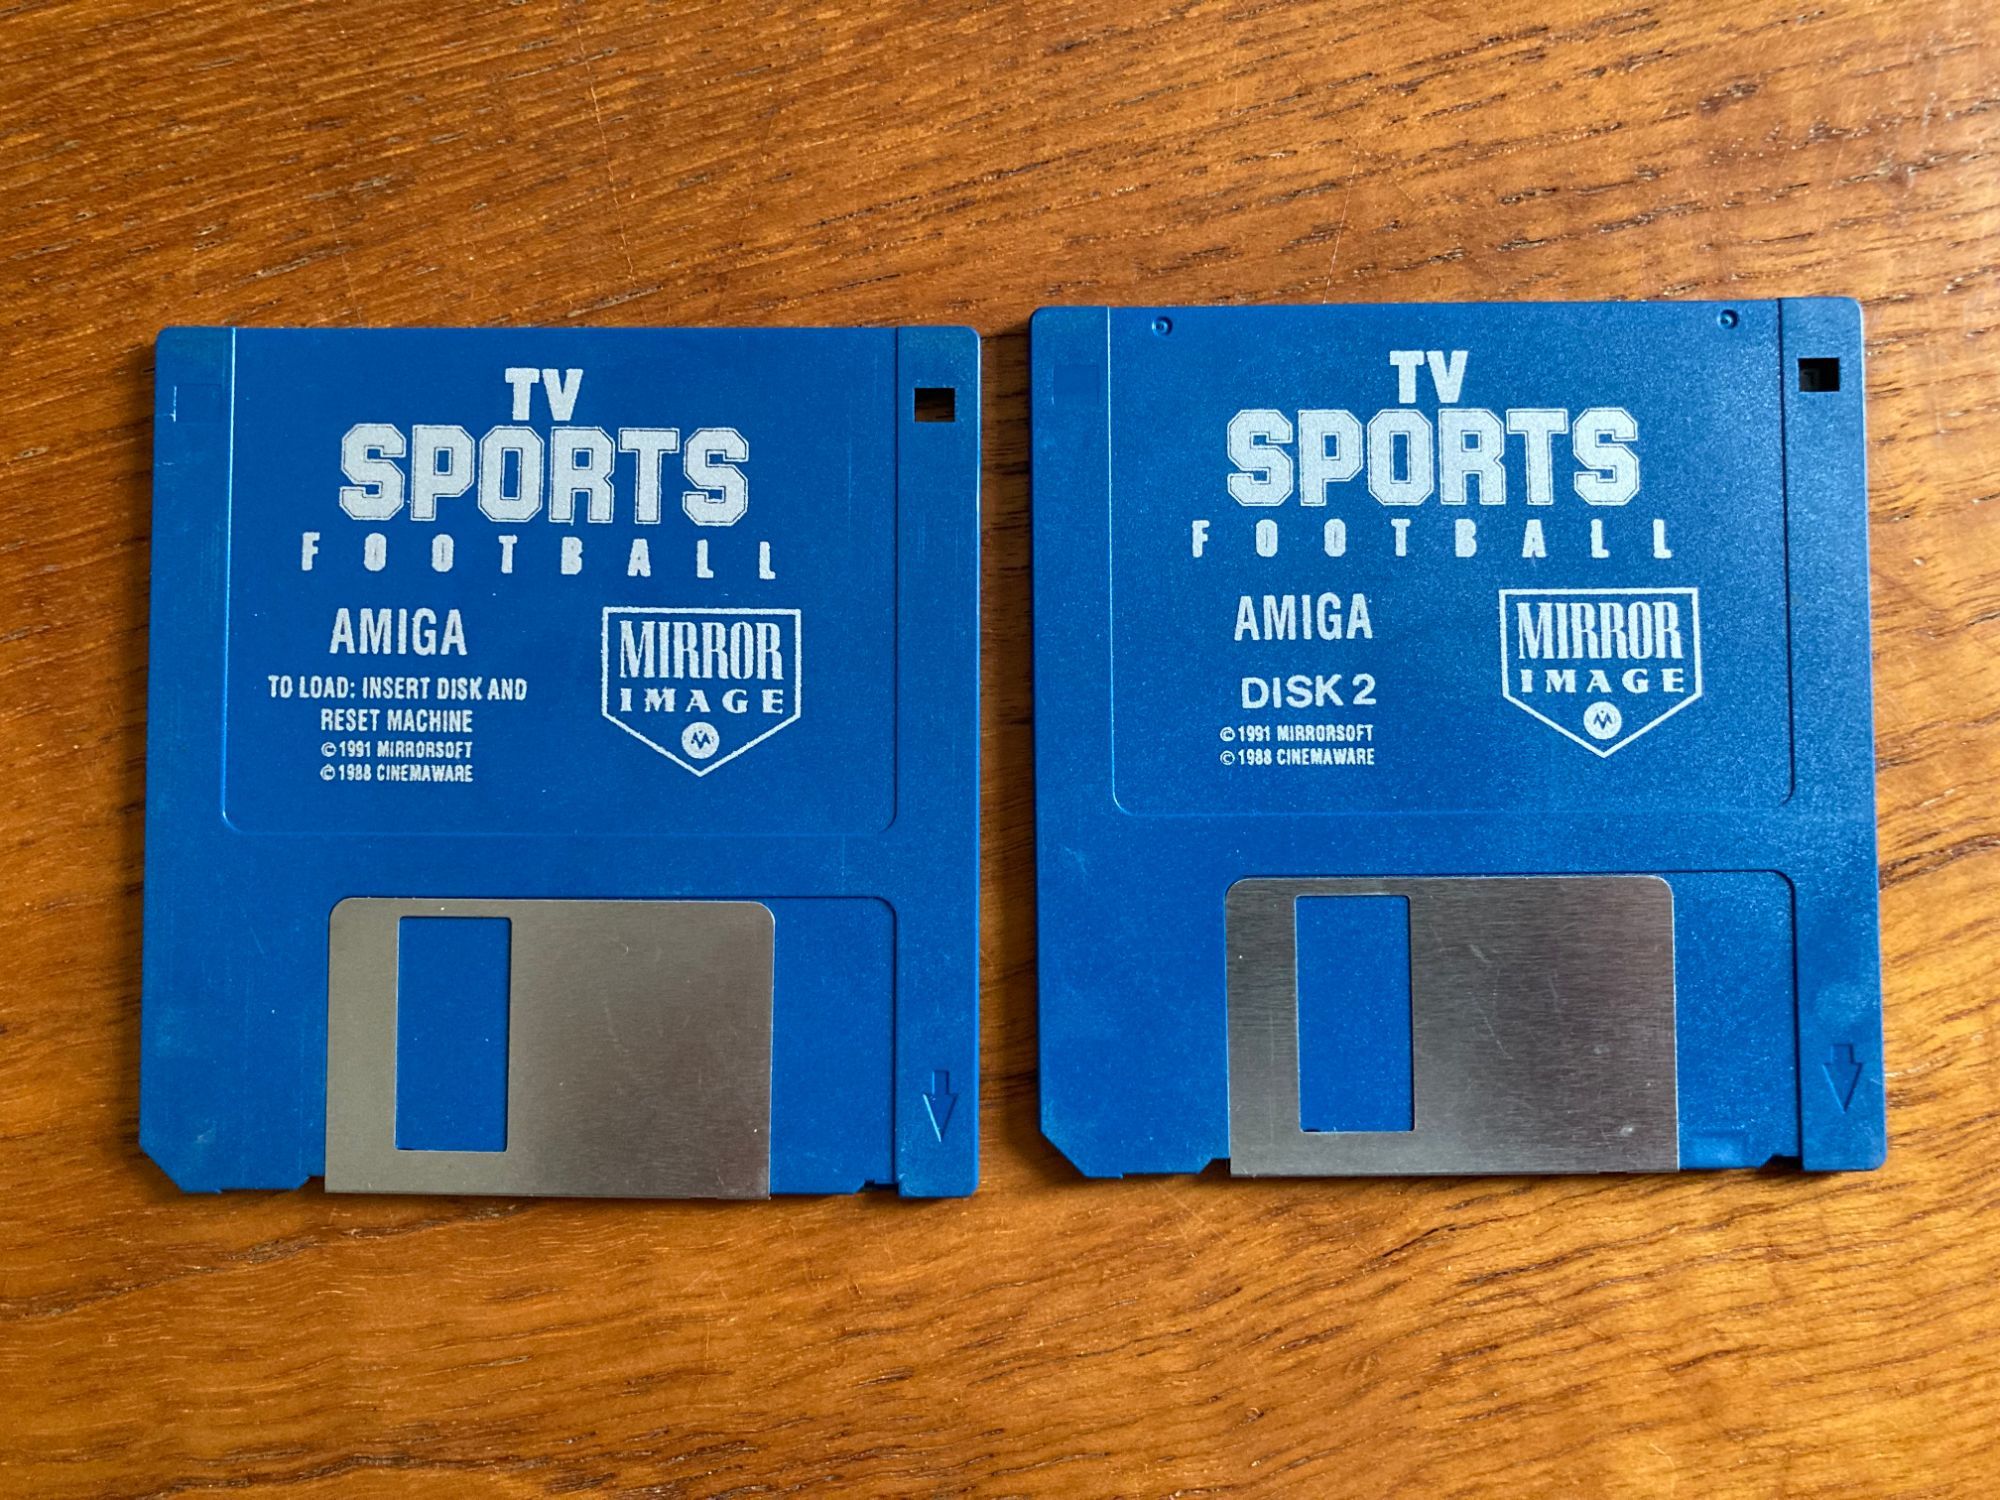 TV
SPORTS
FOOTBALL
AMIGA
TO LOAD: INSERT DISK AND
RESET MACHINE
© 1991 MIRRORSOFT
© 1988 CINEMAWARE
MIRROR
IMAGE
M
TV
SPORTS
FOOTBALL
AMIGA
DISK 2
© 1991 MIRRORSOFT
© 1988 CINEMAWARE
MIRROR
IMAGE
M